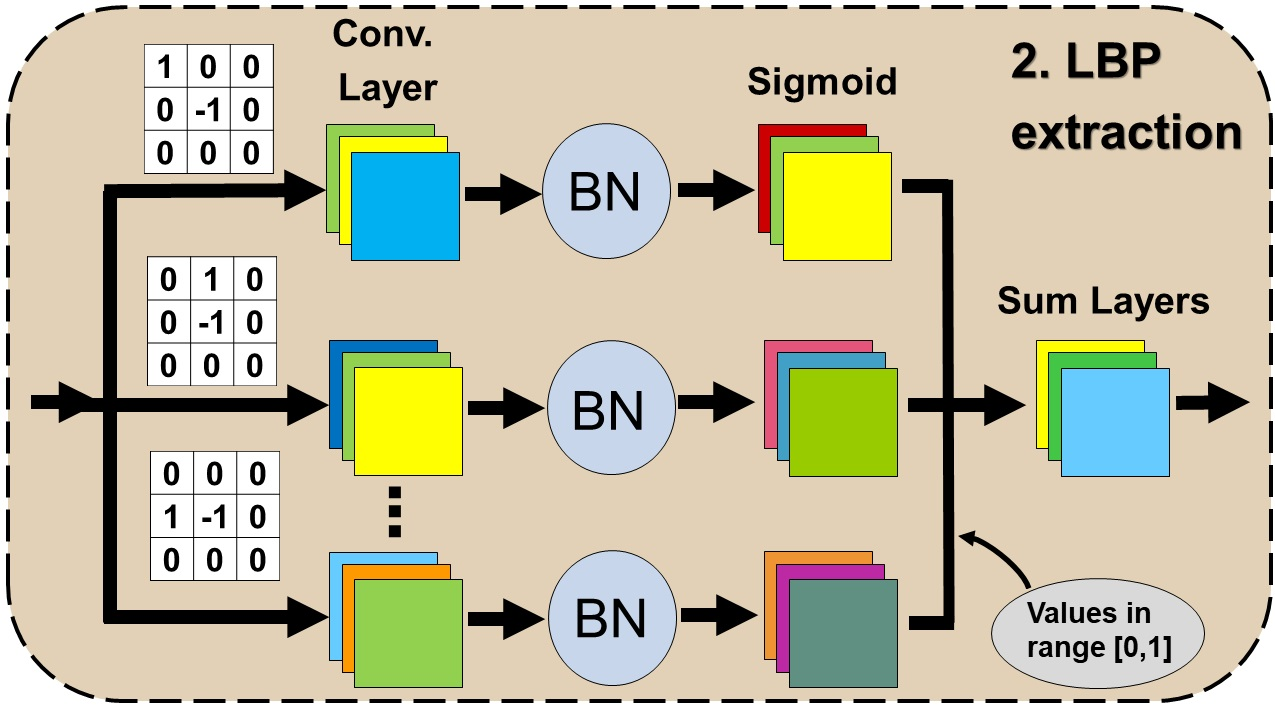 Conv.
Layer
Sigmoid
2. LBP
extraction
1 0 0
0 -1 0
0 0 0
BN
0 1 0
0 -1 0
0 0 0
BN
Sum Layers
0 0 0
1 -1 0
0 0 0
BN
Values in
range [0,1]